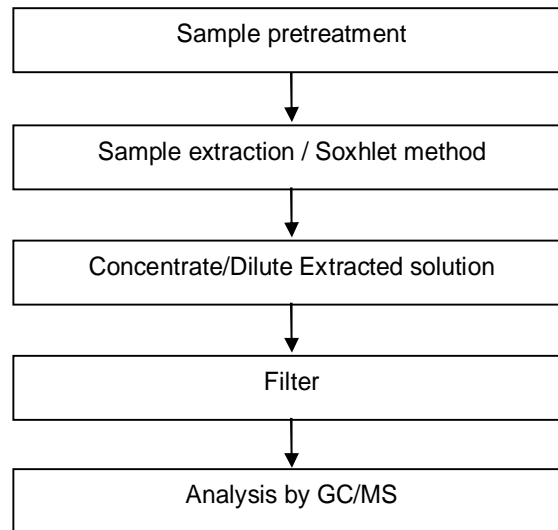 Sample pretreatment
Sample extraction / Soxhlet method
Concentrate/Dilute Extracted solution
Filter
Analysis by GC/MS